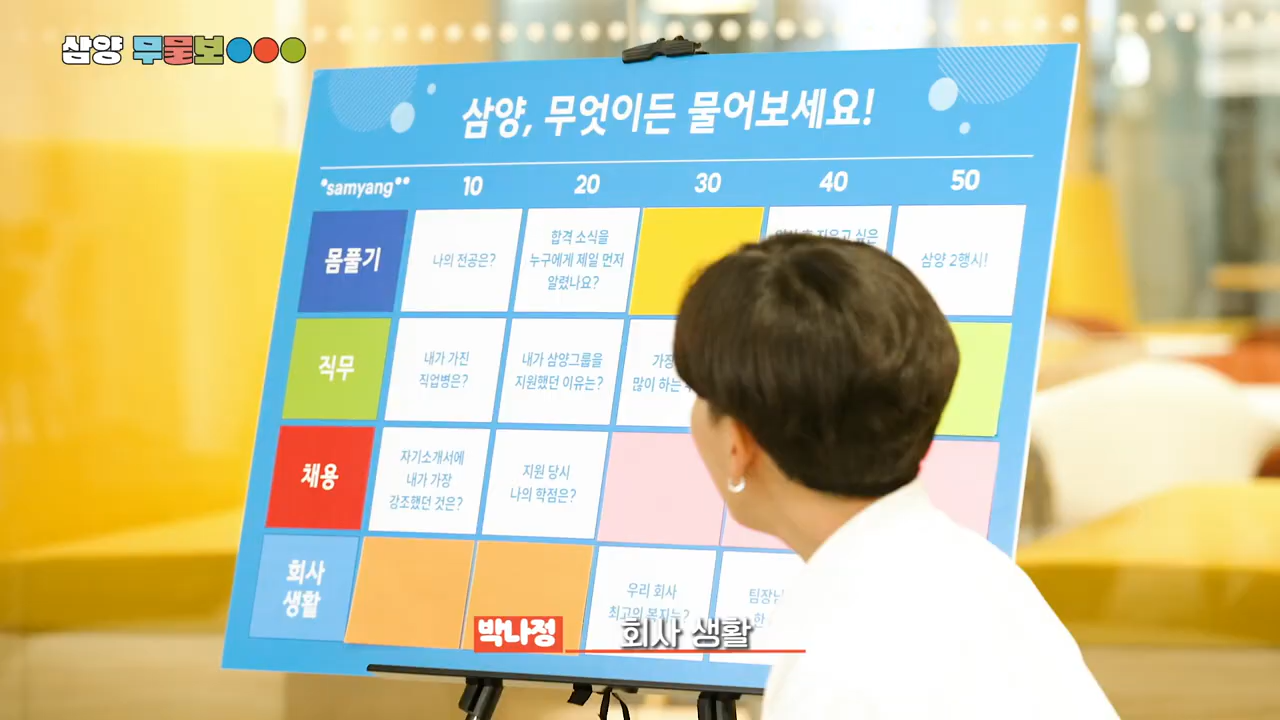 삼양 무물보
삼양, 무엇이든 물어보세요!
*samyang** 10 20 30 40 50
몸풀기
나의 전공은?
합격 소식을
누구에게 제일 먼저
알렸나요?
싶은
삼양 2행시!
직무
내가 가진
직업병은?
내가 삼양그룹을
지원했던 이유는?
많이 하는
채용
자기소개서에
내가 가장
강조했던 것은?
지원 당시
나의 학점은?
회사
생활
우리 회사
최고의 복지는?
박나정 회사 생활